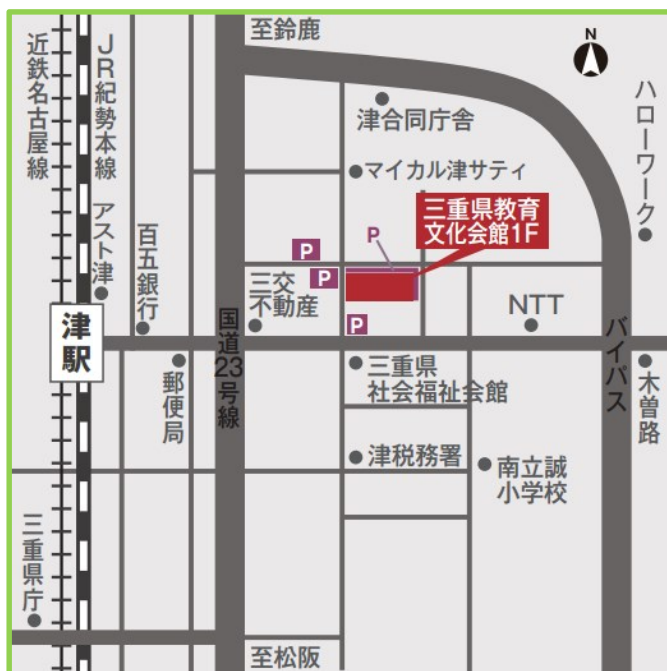 至鈴鹿
N
近鉄名古屋線
JR紀勢本線
ハローワーク
津合同庁舎
マイカル津サティ
アスト津
百五銀行
三重県教育
文化会館1F
P
P
P
P
三交
不動産
NTT
津駅
国道23号線
バイパス
郵便局
三重県
社会福祉会館
木曽路
津税務署
南立誠
小学校
三重県庁
至松阪